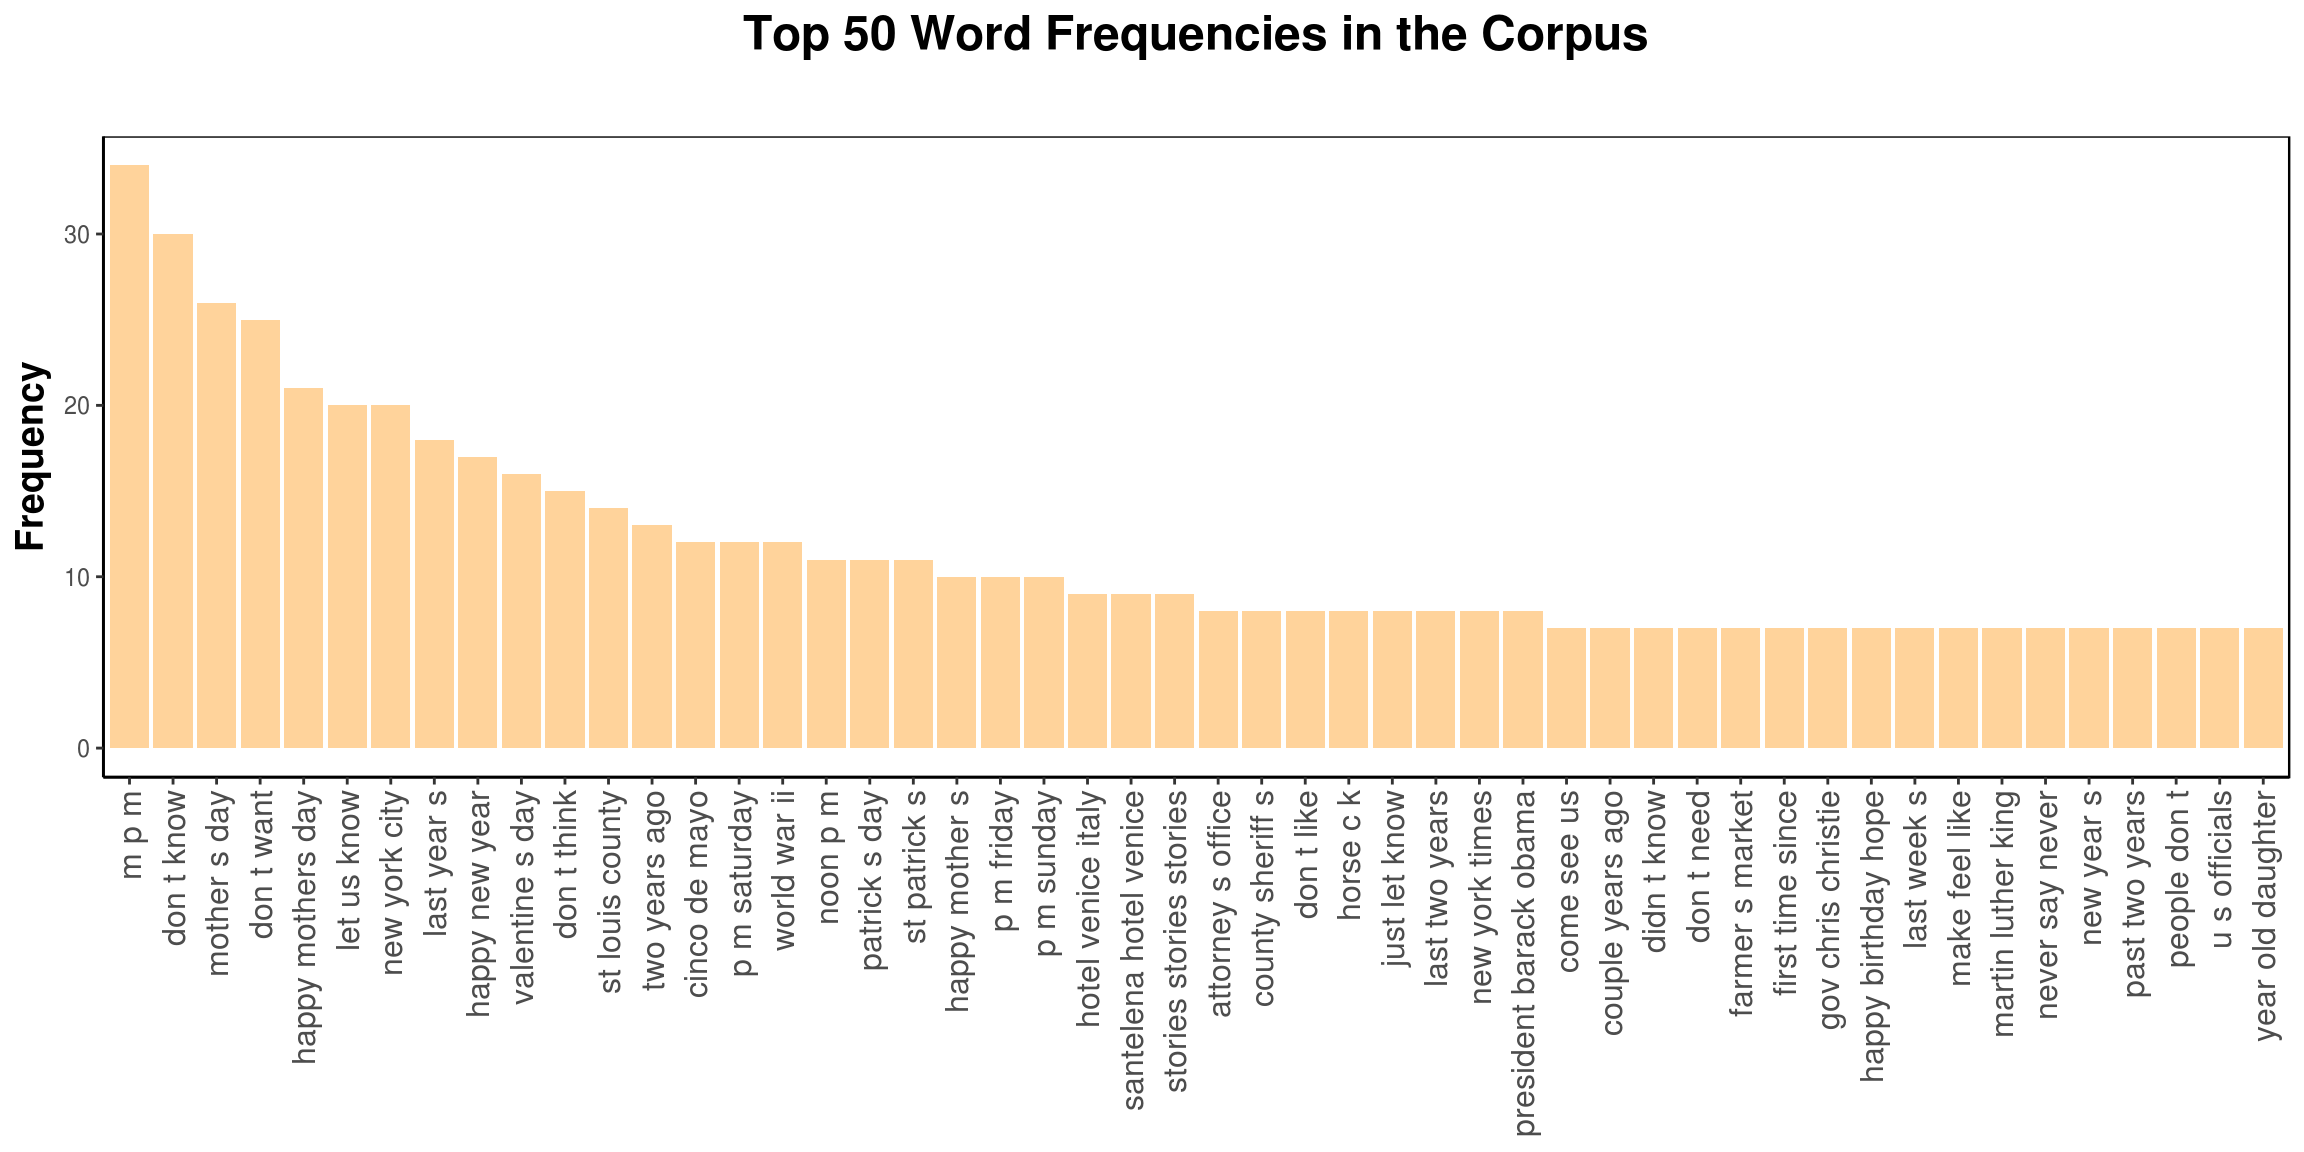 Top 50 Word Frequencies in the Corpus
Frequency
30
20
10
0
m p m
don t know
mother s day
don t want
happy mothers day
let us know
new york city
last year s
happy new year
valentine s day
don t think
st louis county
two years ago
cinco de mayo
p m saturday
world war ii
noon p m
patrick s day
st patrick s
happy mother s
p m friday
p m sunday
hotel venice italy
santelena hotel venice
stories stories stories
attorney s office
county sheriff s
don t like
horse c k
just let know
last two years
new york times
president barack obama
come see us
couple years ago
didn t know
don t need
farmer s market
first time since
gov chris christie
happy birthday hope
last week s
make feel like
martin luther king
never say never
new year s
past two years
people don t
u s officials
year old daughter